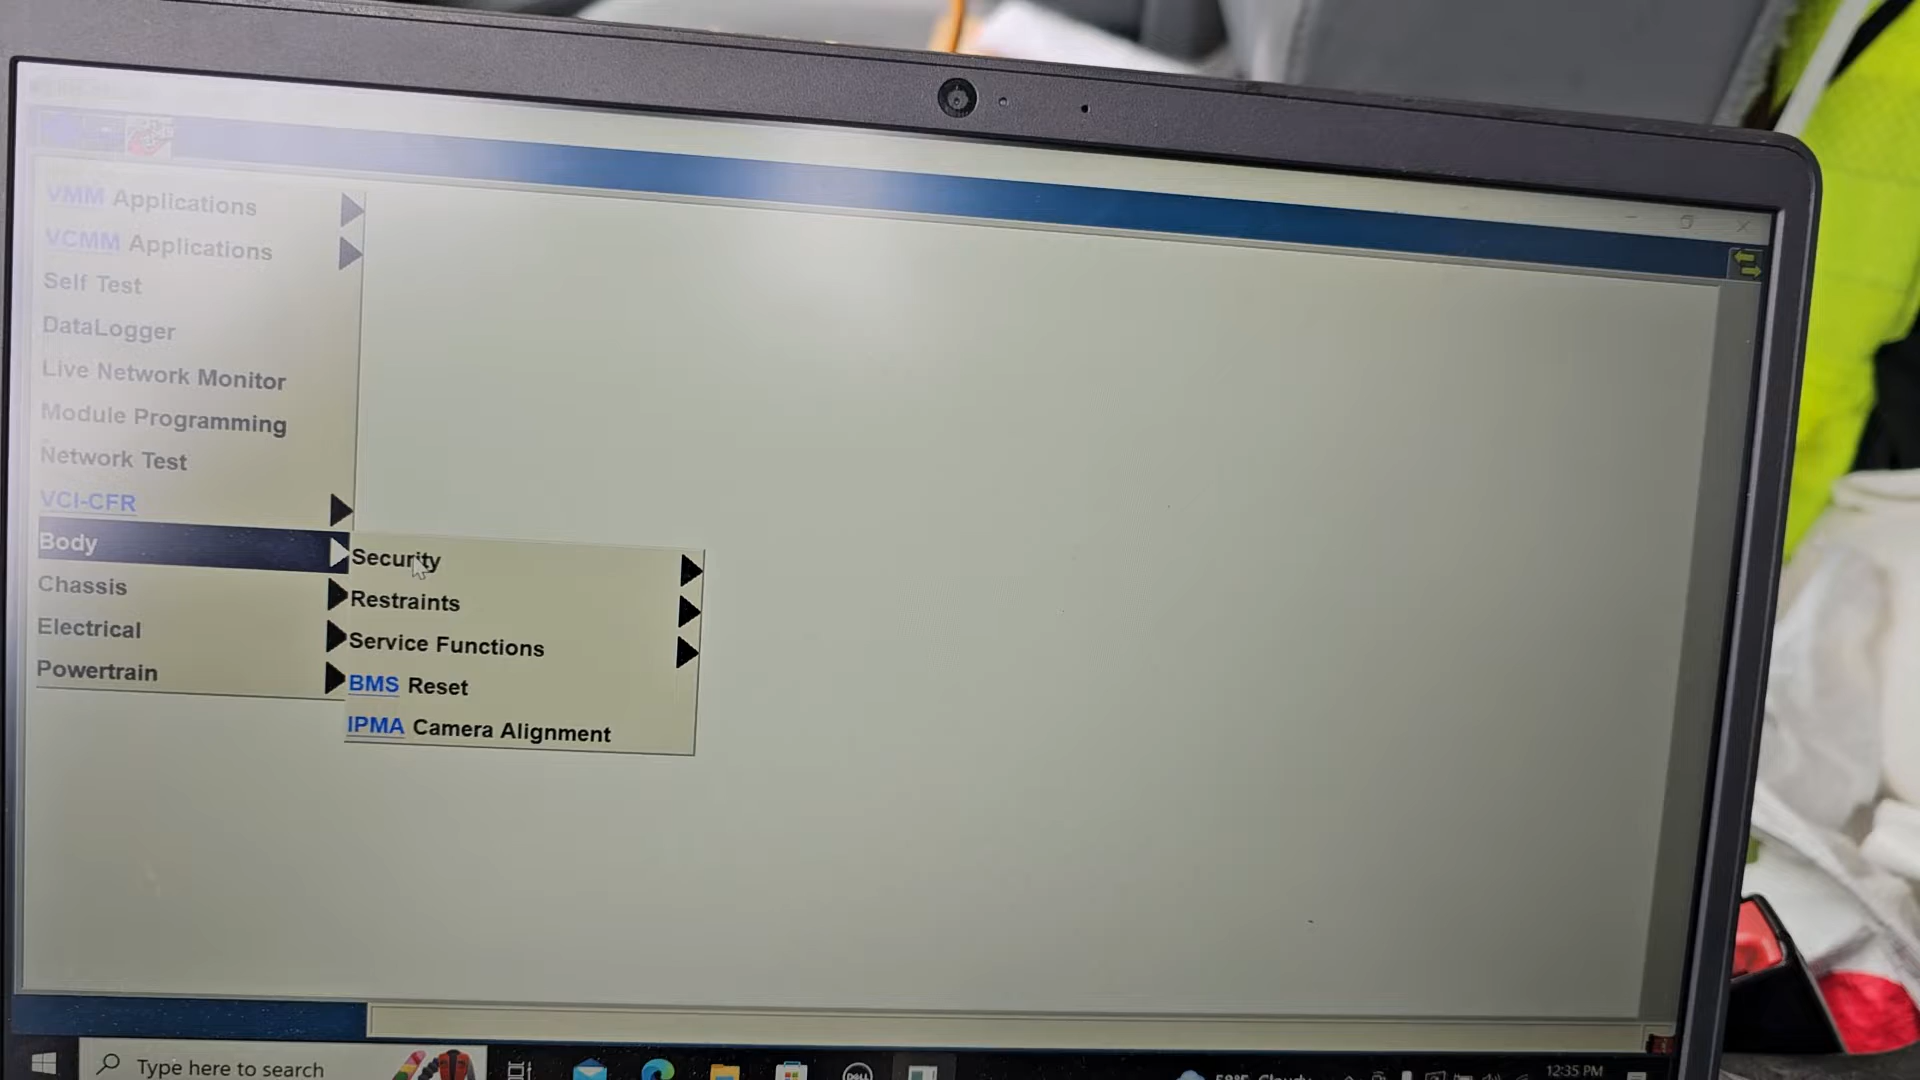 VMM Applications
VCMM Applications
Self Test
DataLogger
Live Network Monitor
Module Programming
Network Test
VCI-CFR
Body
Chassis
Electrical
Powertrain
Security
Restraints
Service Functions
BMS Reset
IPMA Camera Alignment
Type here to search
DELL
12:35 PM